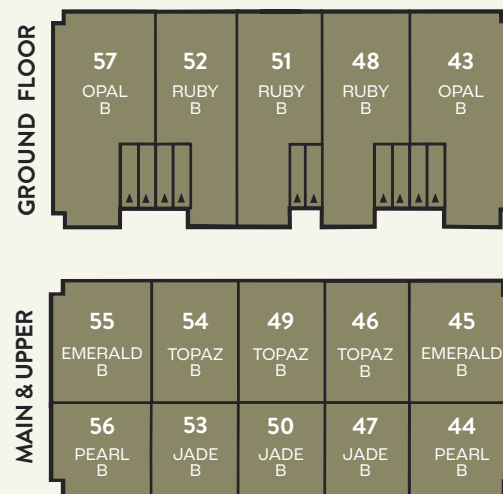 GROUND FLOOR
57 52 51 48 43
OPAL RUBY RUBY RUBY OPAL
B B B B B
MAIN & UPPER
55 54 49 46 45
EMERALD TOPAZ TOPAZ TOPAZ EMERALD
B B B B B
56 53 50 47 44
PEARL JADE JADE JADE PEARL
B B B B B